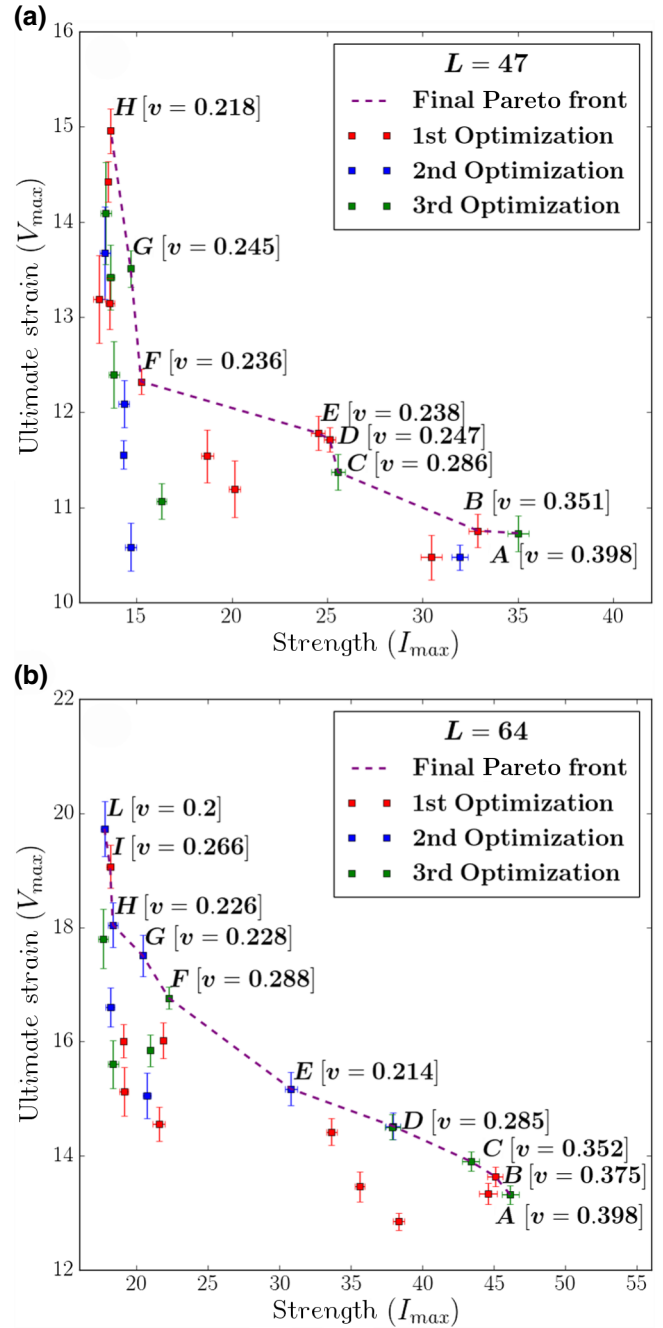 (a)
16
15
14
13
12
11
10
Ultimate strain (V_max)
L = 47
Final Pareto front
1st Optimization
2nd Optimization
3rd Optimization
H [v = 0.218]
G [v = 0.245]
F [v = 0.236]
E [v = 0.238]
D [v = 0.247]
C [v = 0.286]
B [v = 0.351]
A [v = 0.398]
15 20 25 30 35 40
Strength (I_max)
(b)
22
20
18
16
14
12
Ultimate strain (V_max)
L = 64
Final Pareto front
1st Optimization
2nd Optimization
3rd Optimization
L [v = 0.2]
I [v = 0.266]
H [v = 0.226]
G [v = 0.228]
F [v = 0.288]
E [v = 0.214]
D [v = 0.285]
C [v = 0.352]
B [v = 0.375]
A [v = 0.398]
20 25 30 35 40 45 50 55
Strength (I_max)